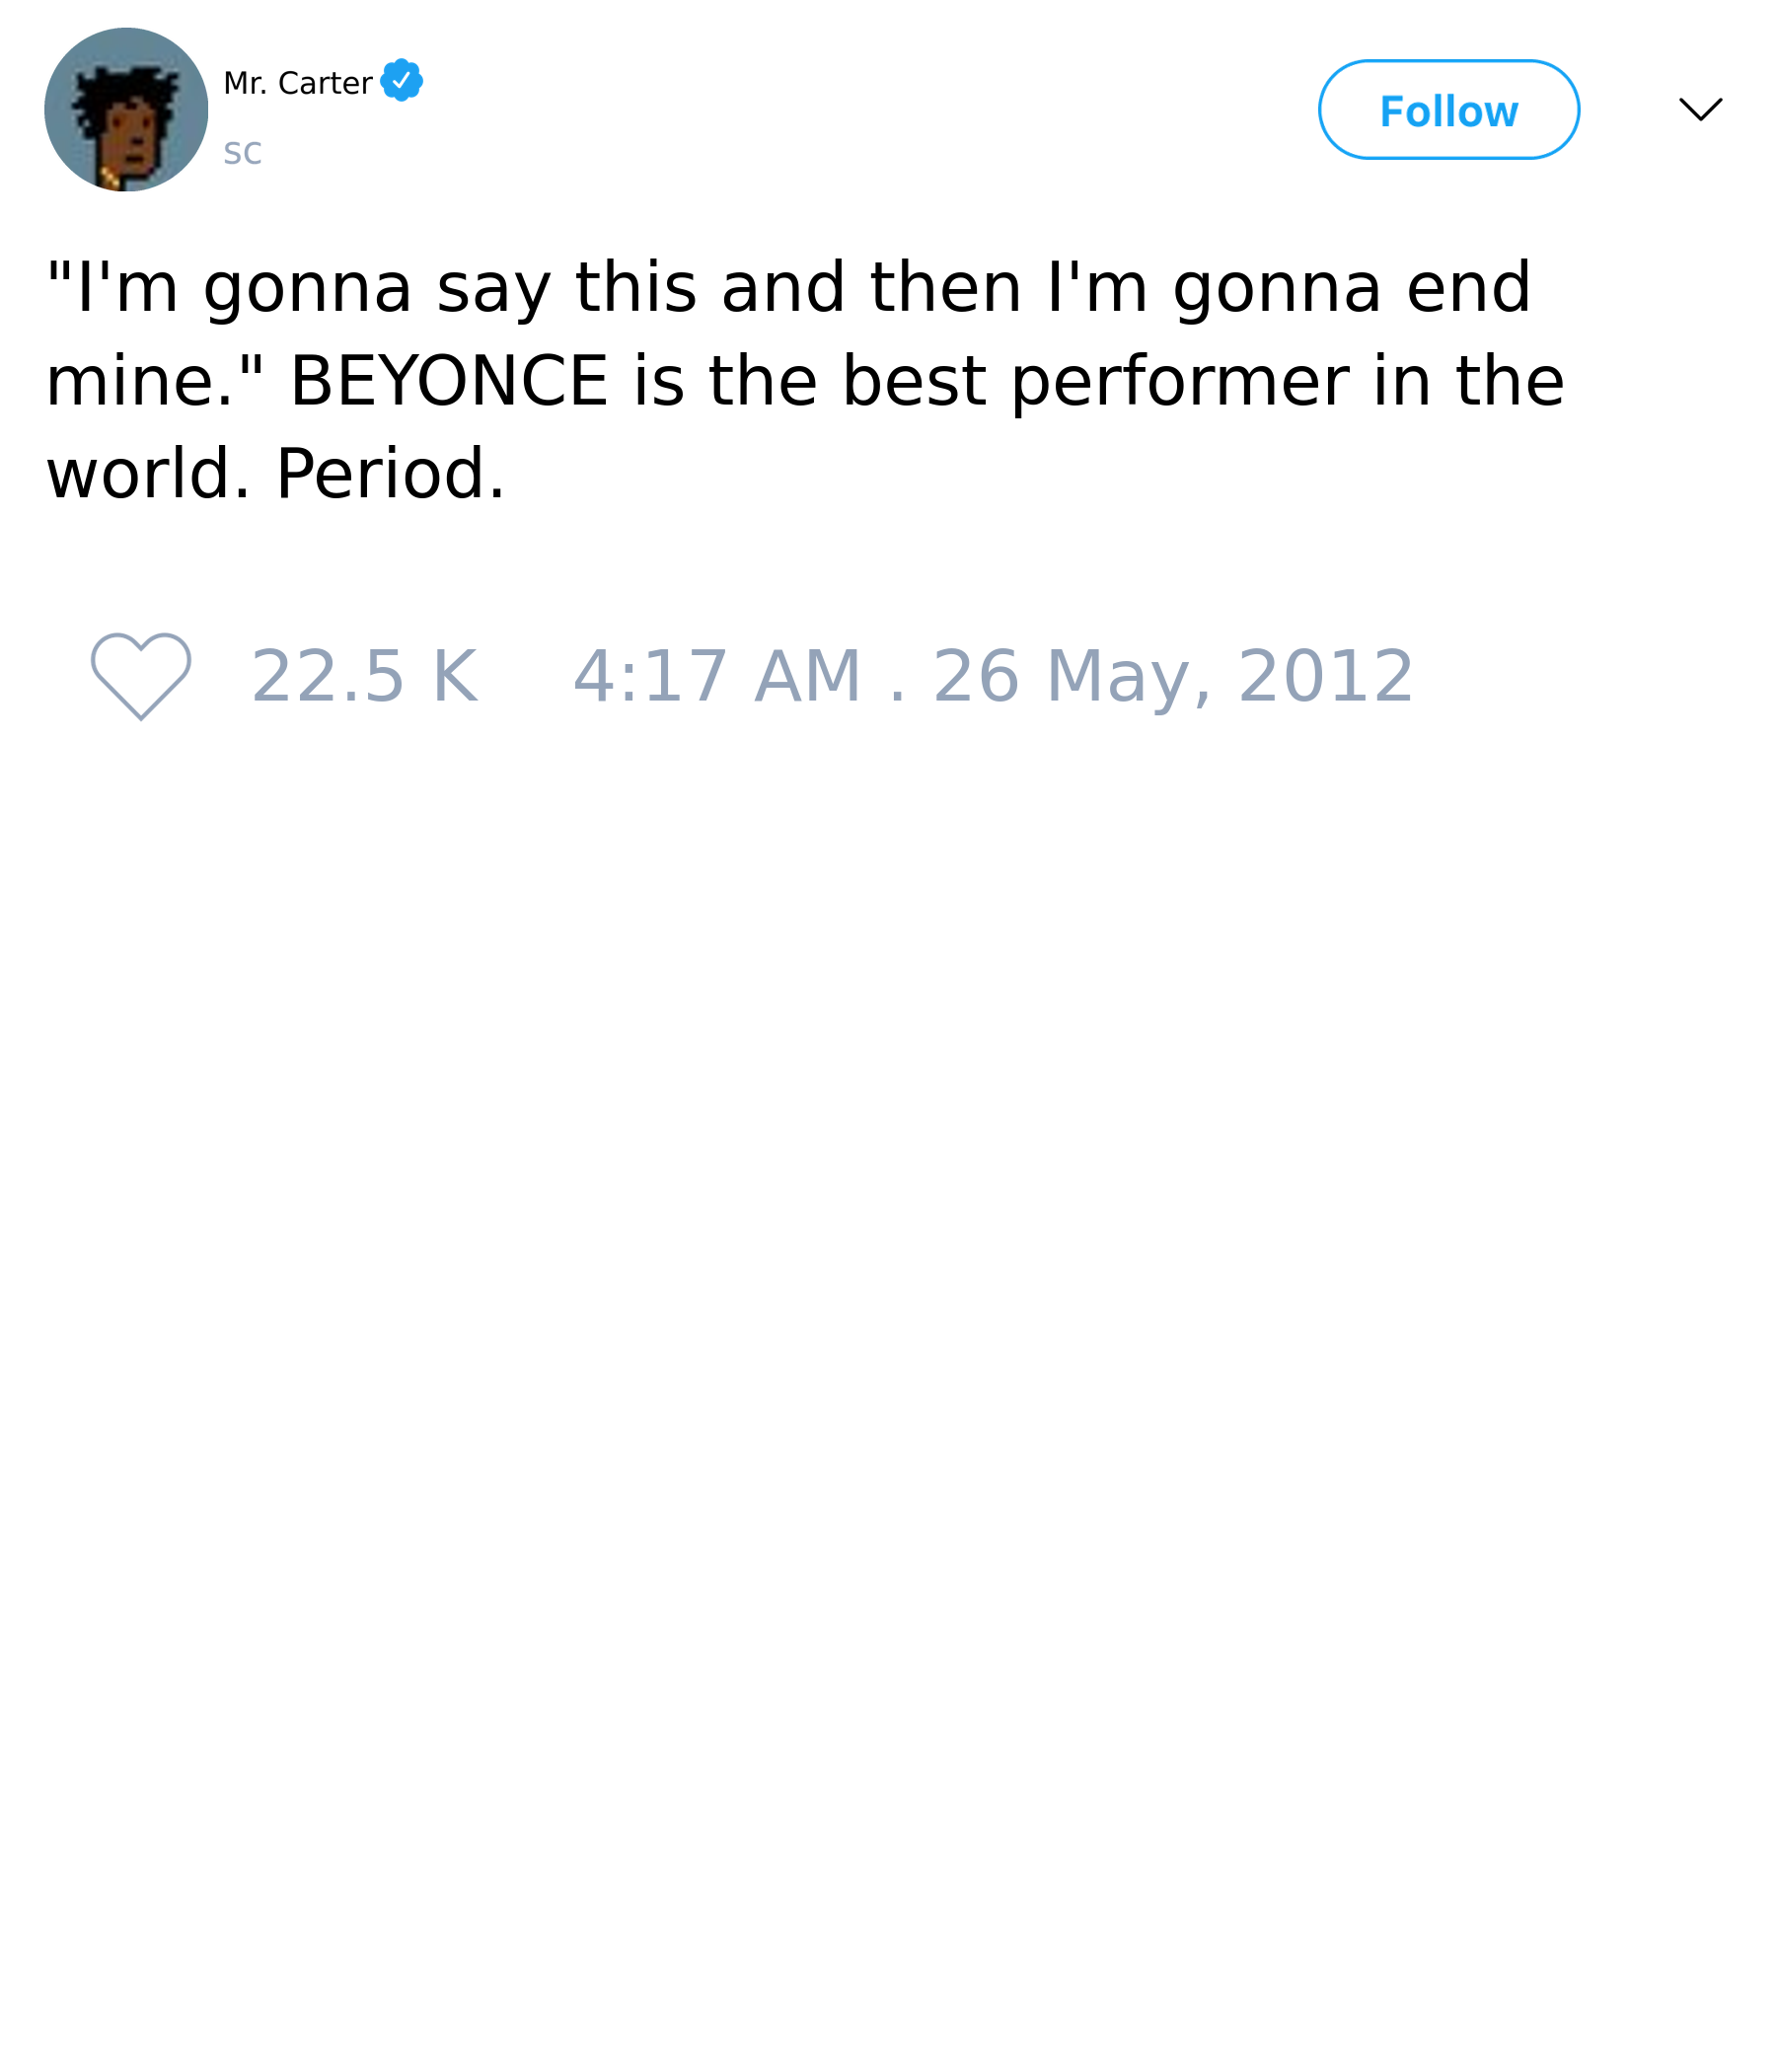 Mr. Carter
sc
Follow
"I'm gonna say this and then I'm gonna end
mine." BEYONCE is the best performer in the
world. Period.
22.5 K 4:17 AM . 26 May, 2012